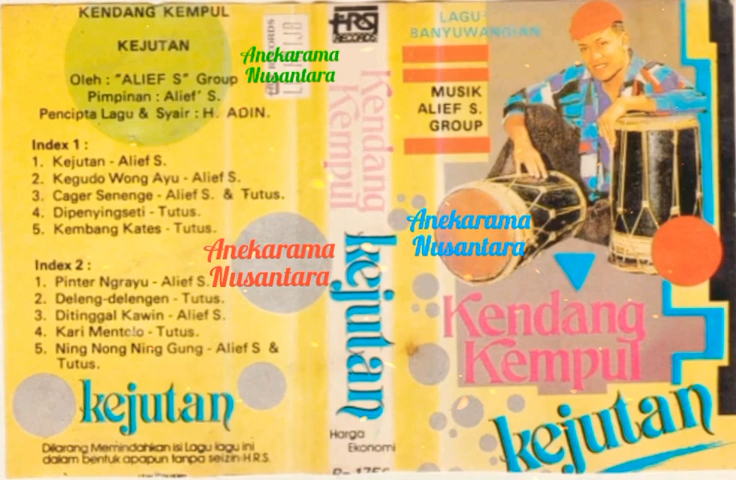 KENDANG KEMPUL
KEJUTAN
Oleh : "ALIEF S" Group
Pimpinan : Alief' S.
Pencipta Lagu & Syair : H. ADIN.
Index 1 :
1. Kejutan - Alief S.
2. Kegudo Wong Ayu - Alief S.
3. Cager Senenge - Alief S. & Tutus.
4. Dipenyingseti - Tutus.
5. Kembang Kates - Tutus.
Index 2 :
1. Pinter Ngrayu - Alief S.
2. Deleng-delengen - Tutus.
3. Ditinggal Kawin - Alief S.
4. Kari Mentolo - Tutus.
5. Ning Nong Ning Gung - Alief S &
Tutus.
kejutan
Dilarang Memindahkan isi Lagu lagu ini
dalam bentuk apapun tanpa seizin H.R.S.
Anekarama
Nusantara
Anekarama
Nusantara
RECORDS
Kendang
Kempul
kejutan
Harga
Ekonomi
HRS
RECORDS
LAGU
BANYUWANGIAN
MUSIK
ALIEF S.
GROUP
Anekarama
Nusantara
Kendang
Kempul
kejutan